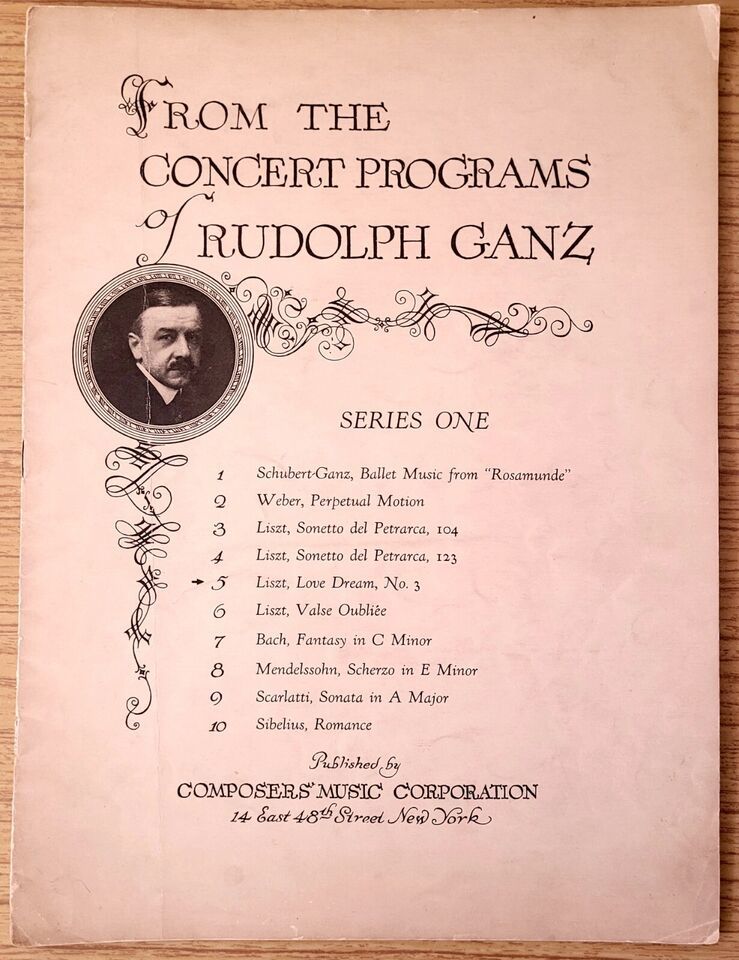 FROM THE
CONCERT PROGRAMS
of RUDOLPH GANZ
SERIES ONE
1 Schubert-Ganz, Ballet Music from "Rosamunde"
2 Weber, Perpetual Motion
3 Liszt, Sonetto del Petrarca, 104
4 Liszt, Sonetto del Petrarca, 123
→ 5 Liszt, Love Dream, No. 3
6 Liszt, Valse Oubliée
7 Bach, Fantasy in C Minor
8 Mendelssohn, Scherzo in E Minor
9 Scarlatti, Sonata in A Major
10 Sibelius, Romance
Published by
COMPOSERS' MUSIC CORPORATION
14 East 48th Street New York